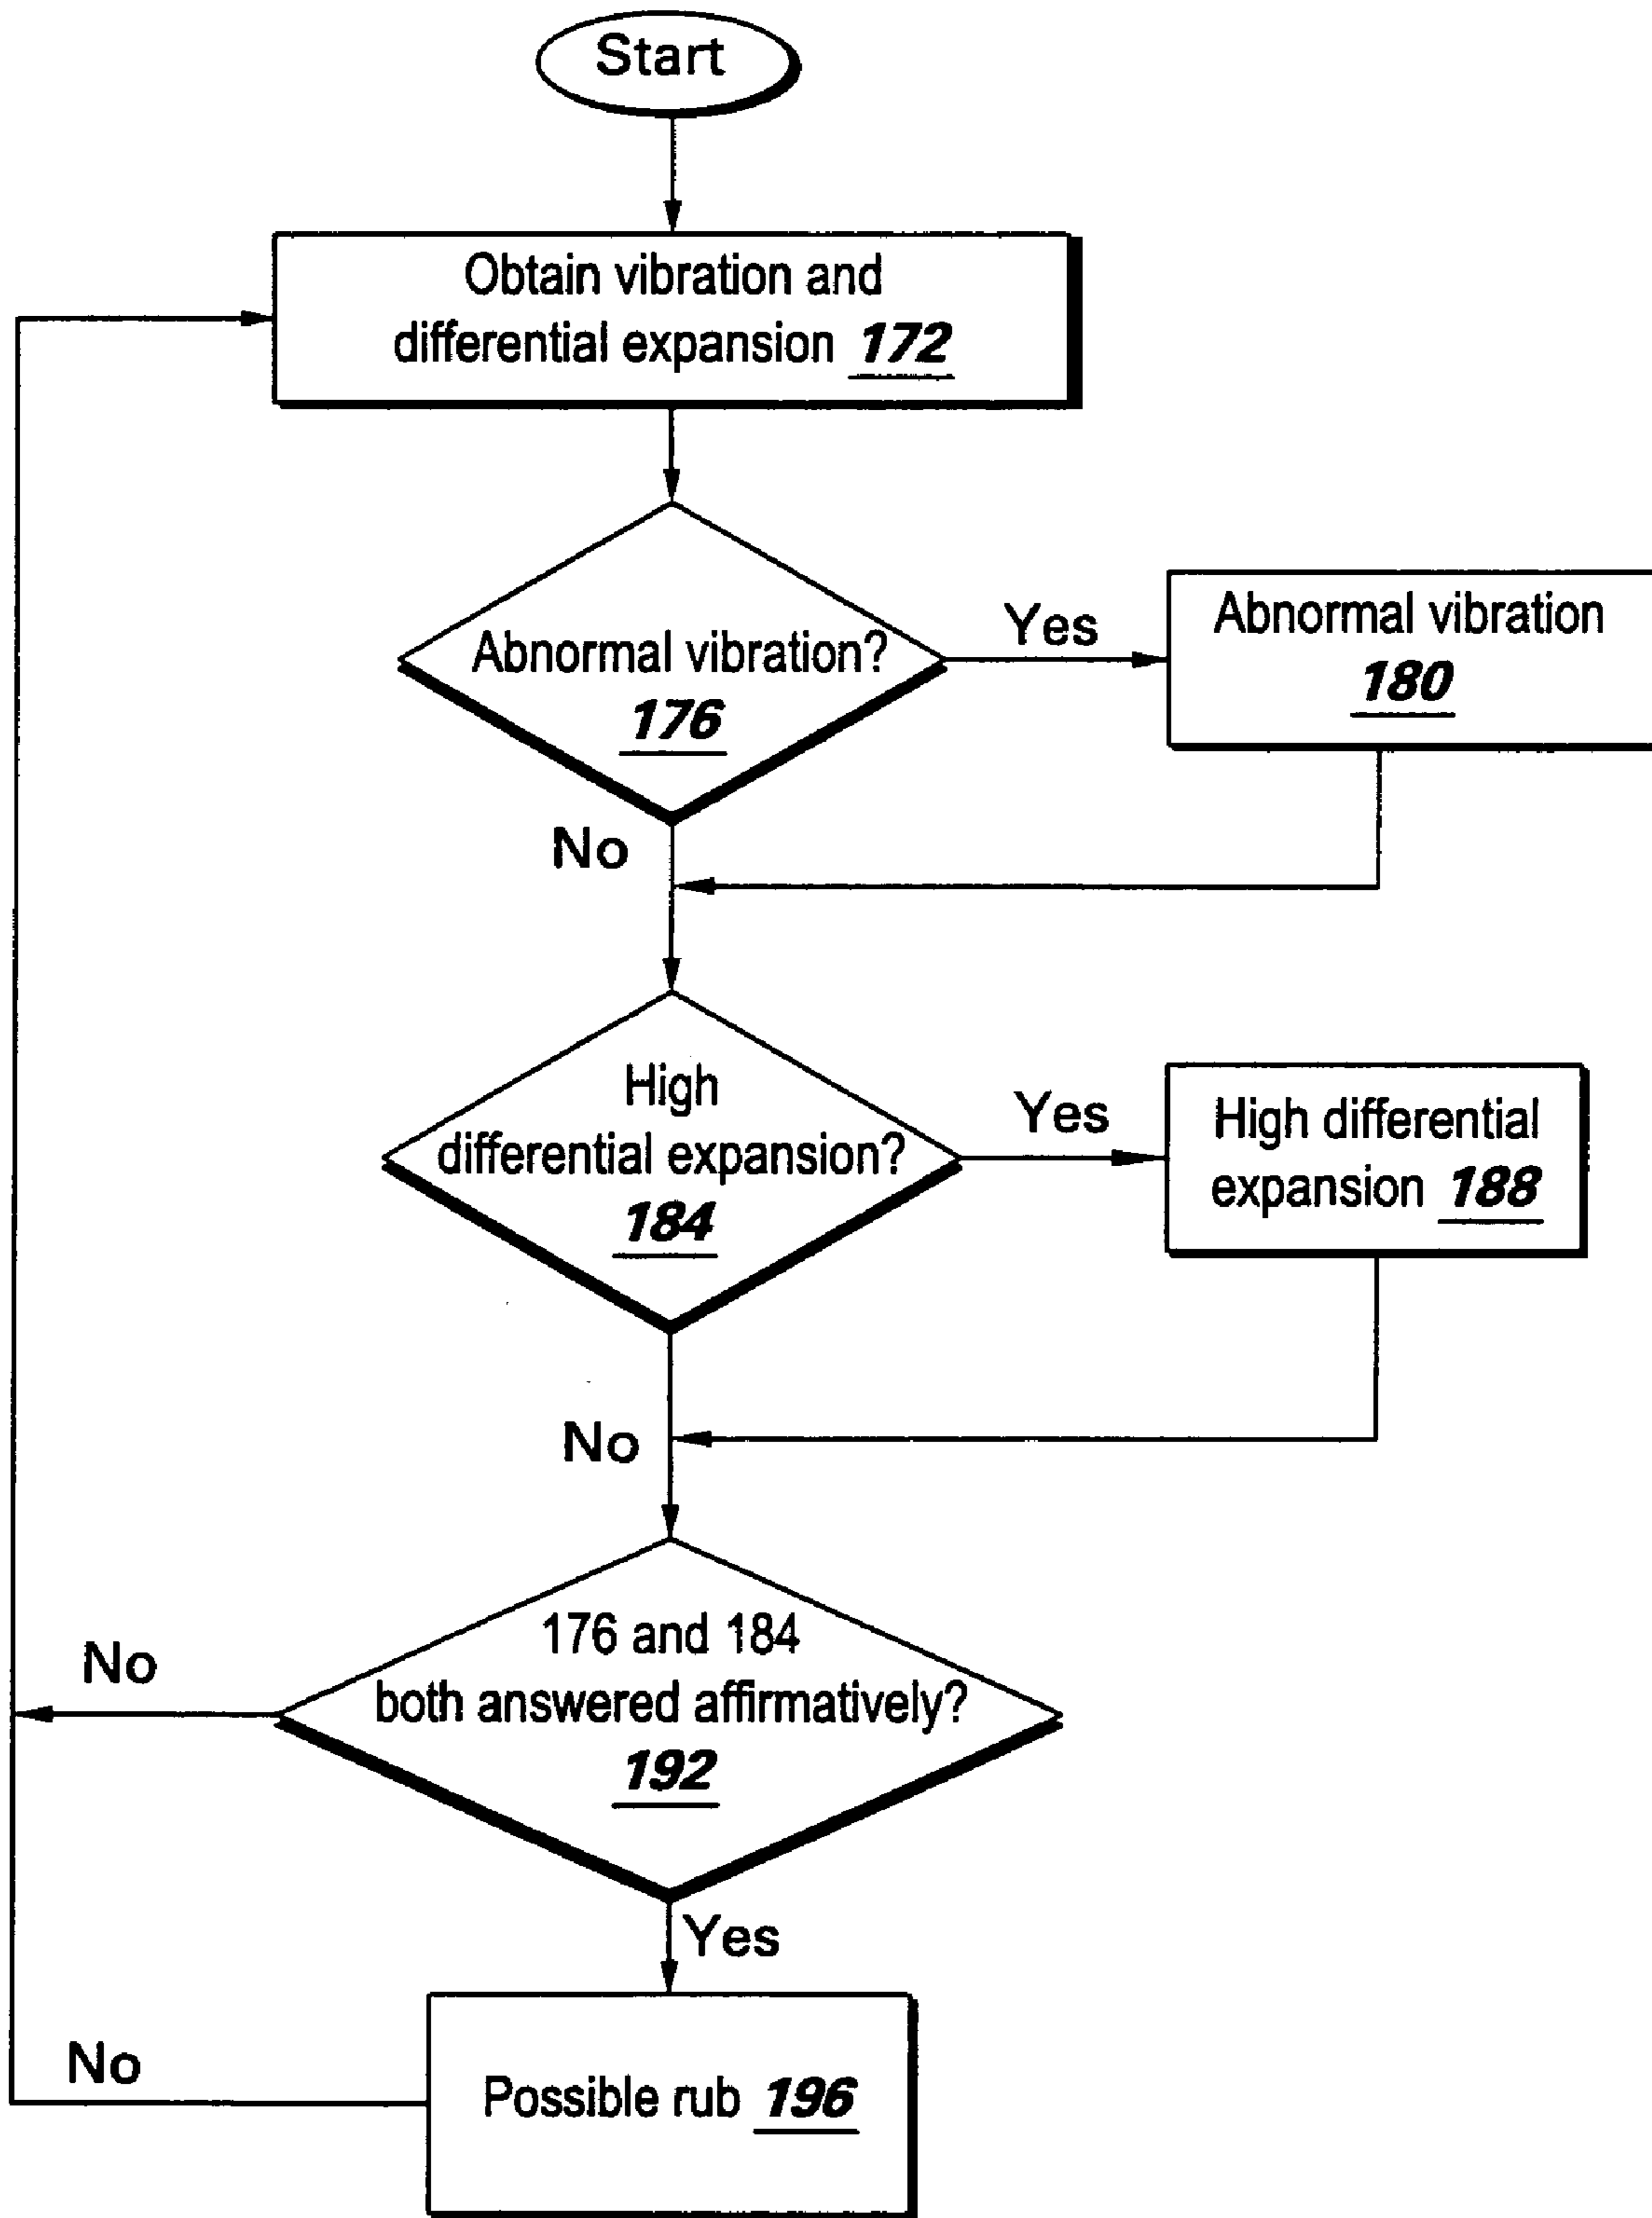 Start
Obtain vibration and
differential expansion 172
Abnormal vibration?
176
Yes
Abnormal vibration
180
No
High
differential expansion?
184
Yes
High differential
expansion 188
No
176 and 184
both answered affirmatively?
192
No
Yes
Possible rub 196
No